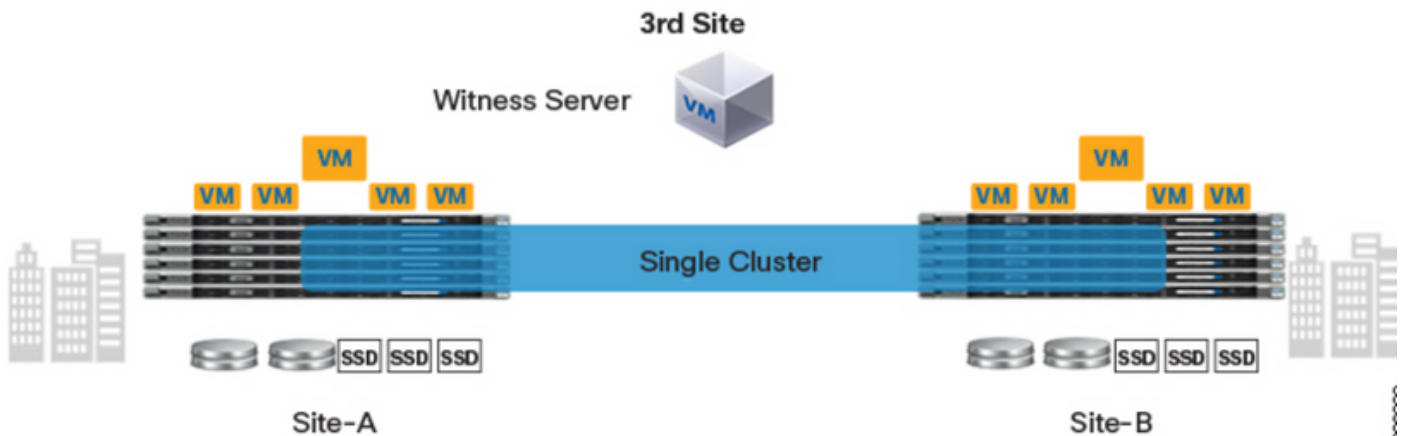 3rd Site
Witness Server
VM
VM
VM
VM VM VM VM
VM VM VM VM
Single Cluster
SSD SSD SSD
SSD SSD SSD
Site-A
Site-B